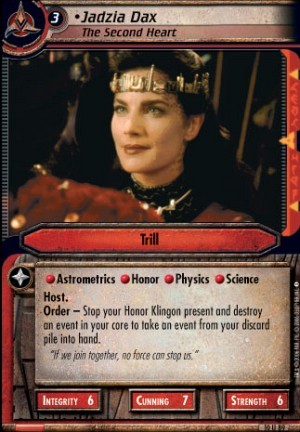 3
•Jadzia Dax
The Second Heart
Trill
Astrometrics Honor Physics Science
Host.
Order – Stop your Honor Klingon present and destroy
an event in your core to take an event from your discard
pile into hand.
"If we join together, no force can stop us."
Integrity 6 Cunning 7 Strength 6